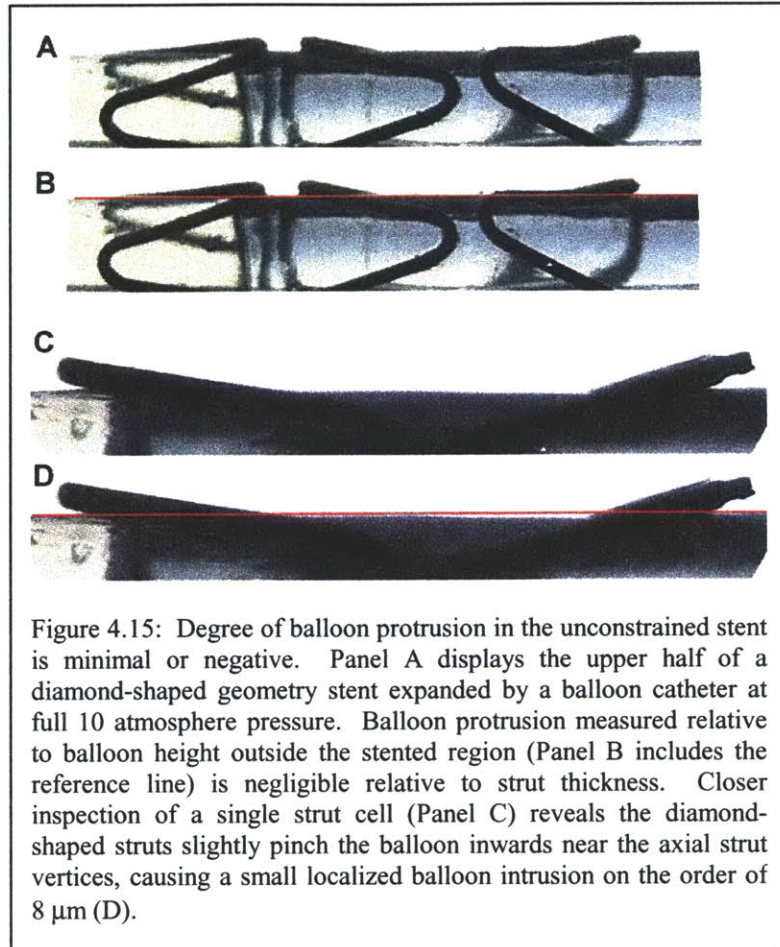 A
B
C
D
Figure 4.15: Degree of balloon protrusion in the unconstrained stent
is minimal or negative. Panel A displays the upper half of a
diamond-shaped geometry stent expanded by a balloon catheter at
full 10 atmosphere pressure. Balloon protrusion measured relative
to balloon height outside the stented region (Panel B includes the
reference line) is negligible relative to strut thickness. Closer
inspection of a single strut cell (Panel C) reveals the diamond-
shaped struts slightly pinch the balloon inwards near the axial strut
vertices, causing a small localized balloon intrusion on the order of
8 μm (D).